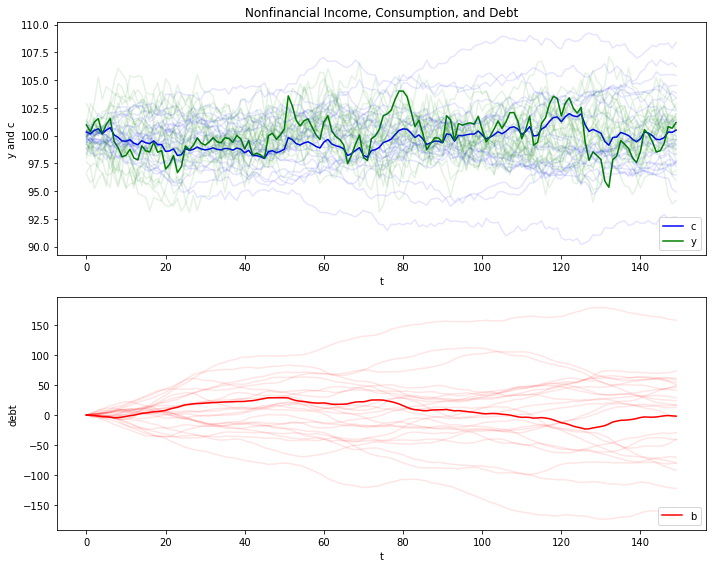 Nonfinancial Income, Consumption, and Debt
110.0
107.5
105.0
102.5
100.0
97.5
95.0
92.5
90.0
y and c
c
y
0 20 40 60 80 100 120 140
t
150
100
50
0
−50
−100
−150
debt
b
0 20 40 60 80 100 120 140
t